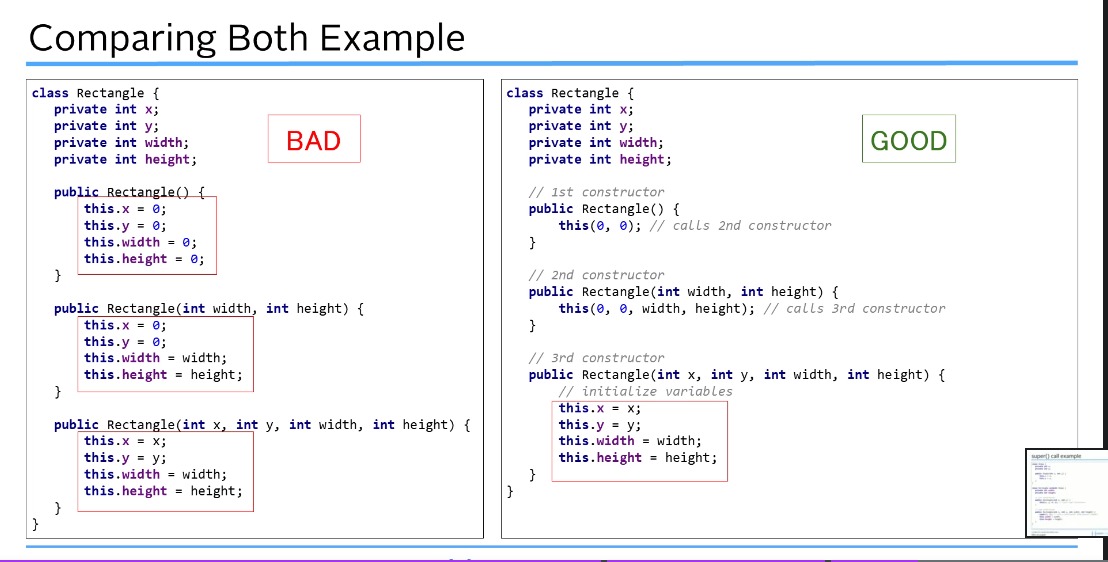 Comparing Both Example
class Rectangle {
private int x;
private int y;
private int width;
private int height;
BAD
public Rectangle() {
this.x = 0;
this.y = 0;
this.width = 0;
this.height = 0;
}
public Rectangle(int width, int height) {
this.x = 0;
this.y = 0;
this.width = width;
this.height = height;
}
public Rectangle(int x, int y, int width, int height) {
this.x = x;
this.y = y;
this.width = width;
this.height = height;
}
}
class Rectangle {
private int x;
private int y;
private int width;
private int height;
GOOD
// 1st constructor
public Rectangle() {
this(0, 0); // calls 2nd constructor
}
// 2nd constructor
public Rectangle(int width, int height) {
this(0, 0, width, height); // calls 3rd constructor
}
// 3rd constructor
public Rectangle(int x, int y, int width, int height) {
// initialize variables
this.x = x;
this.y = y;
this.width = width;
this.height = height;
}
}
super() call example